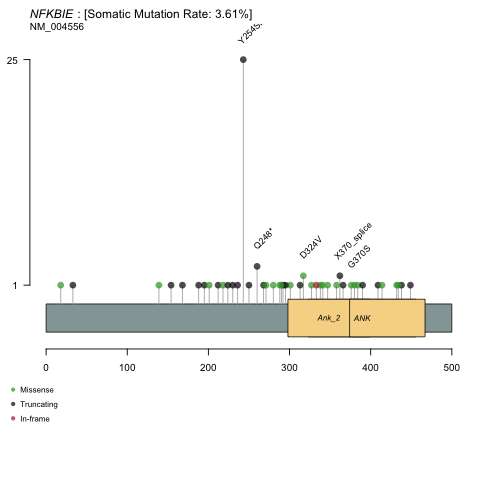 NFKBIE : [Somatic Mutation Rate: 3.61%]
NM_004556
Y254S
25
Q248*
D324V
X370_splice
G370S
1
Ank_2
ANK
0
100
200
300
400
500
Missense
Truncating
In-frame